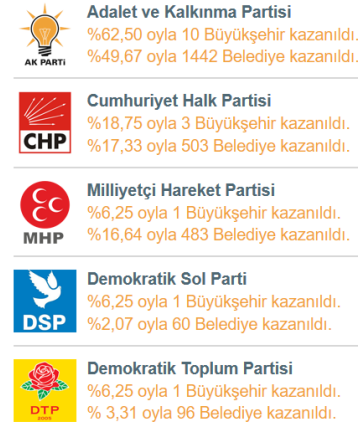 Adalet ve Kalkınma Partisi
%62,50 oyla 10 Büyükşehir kazanıldı.
%49,67 oyla 1442 Belediye kazanıldı.
AK PARTi
Cumhuriyet Halk Partisi
%18,75 oyla 3 Büyükşehir kazanıldı.
%17,33 oyla 503 Belediye kazanıldı.
CHP
Milliyetçi Hareket Partisi
%6,25 oyla 1 Büyükşehir kazanıldı.
%16,64 oyla 483 Belediye kazanıldı.
MHP
Demokratik Sol Parti
%6,25 oyla 1 Büyükşehir kazanıldı.
%2,07 oyla 60 Belediye kazanıldı.
DSP
Demokratik Toplum Partisi
%6,25 oyla 1 Büyükşehir kazanıldı.
% 3,31 oyla 96 Belediye kazanıldı.
DTP